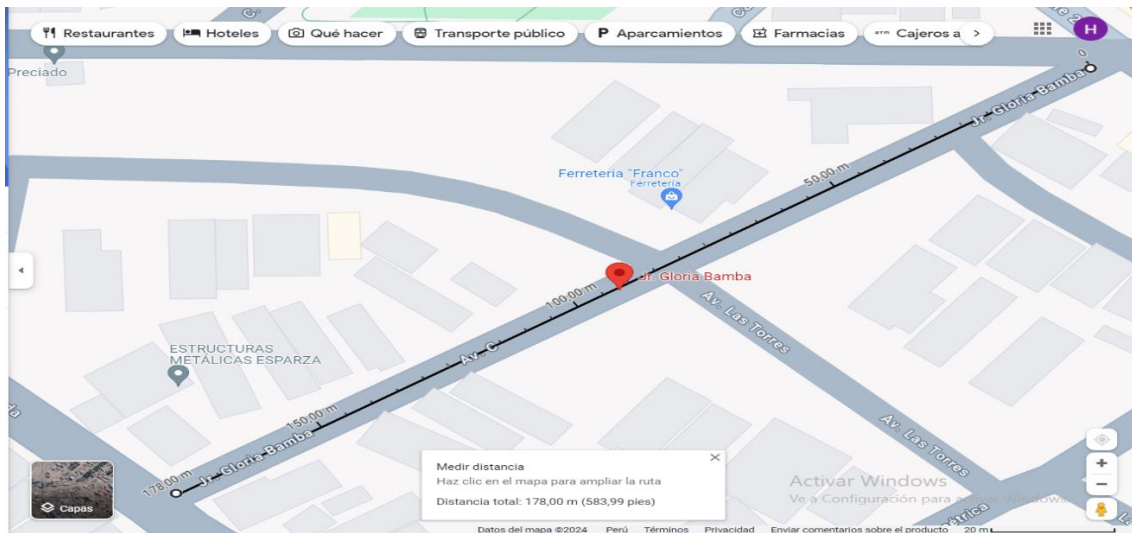 Restaurantes
Hoteles
Qué hacer
Transporte público
P Aparcamientos
Farmacias
ATM Cajeros a
H
Preciado
0
Jr. Gloria Bamba
50,00 m
Ferretería "Franco"
Ferretería
Jr. Gloria Bamba
100,00 m
Av. Las Torres
Av. C
ESTRUCTURAS
METÁLICAS ESPARZA
150,00 m
Jr. Gloria Bamba
178,00 m
Av. Las Torres
Capas
Medir distancia
Haz clic en el mapa para ampliar la ruta
Distancia total: 178,00 m (583,99 pies)
Activar Windows
Ve a Configuración para activar Windows.
Datos del mapa ©2024 Perú Términos Privacidad Enviar comentarios sobre el producto 20 m